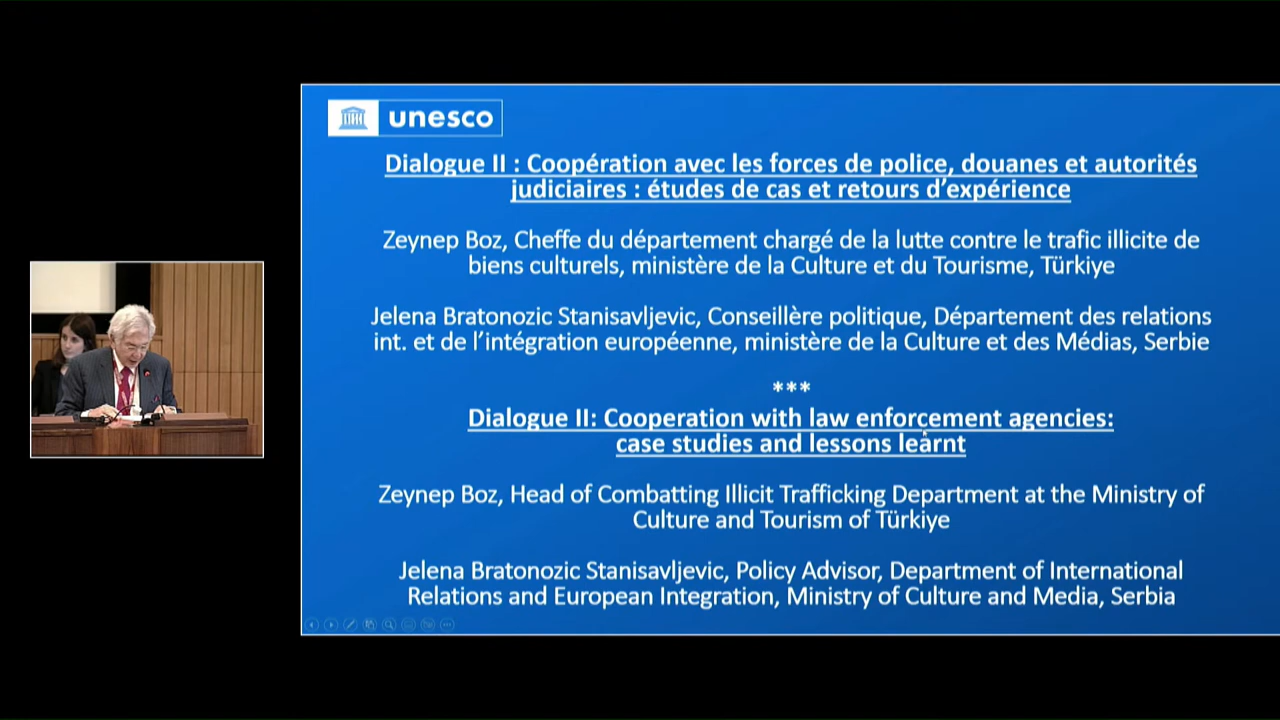 unesco
Dialogue II : Coopération avec les forces de police, douanes et autorités
judiciaires : études de cas et retours d’expérience
Zeynep Boz, Cheffe du département chargé de la lutte contre le trafic illicite de
biens culturels, ministère de la Culture et du Tourisme, Türkiye
Jelena Bratonozic Stanisavljevic, Conseillère politique, Département des relations
int. et de l’intégration européenne, ministère de la Culture et des Médias, Serbie
***
Dialogue II: Cooperation with law enforcement agencies:
case studies and lessons learnt
Zeynep Boz, Head of Combatting Illicit Trafficking Department at the Ministry of
Culture and Tourism of Türkiye
Jelena Bratonozic Stanisavljevic, Policy Advisor, Department of International
Relations and European Integration, Ministry of Culture and Media, Serbia